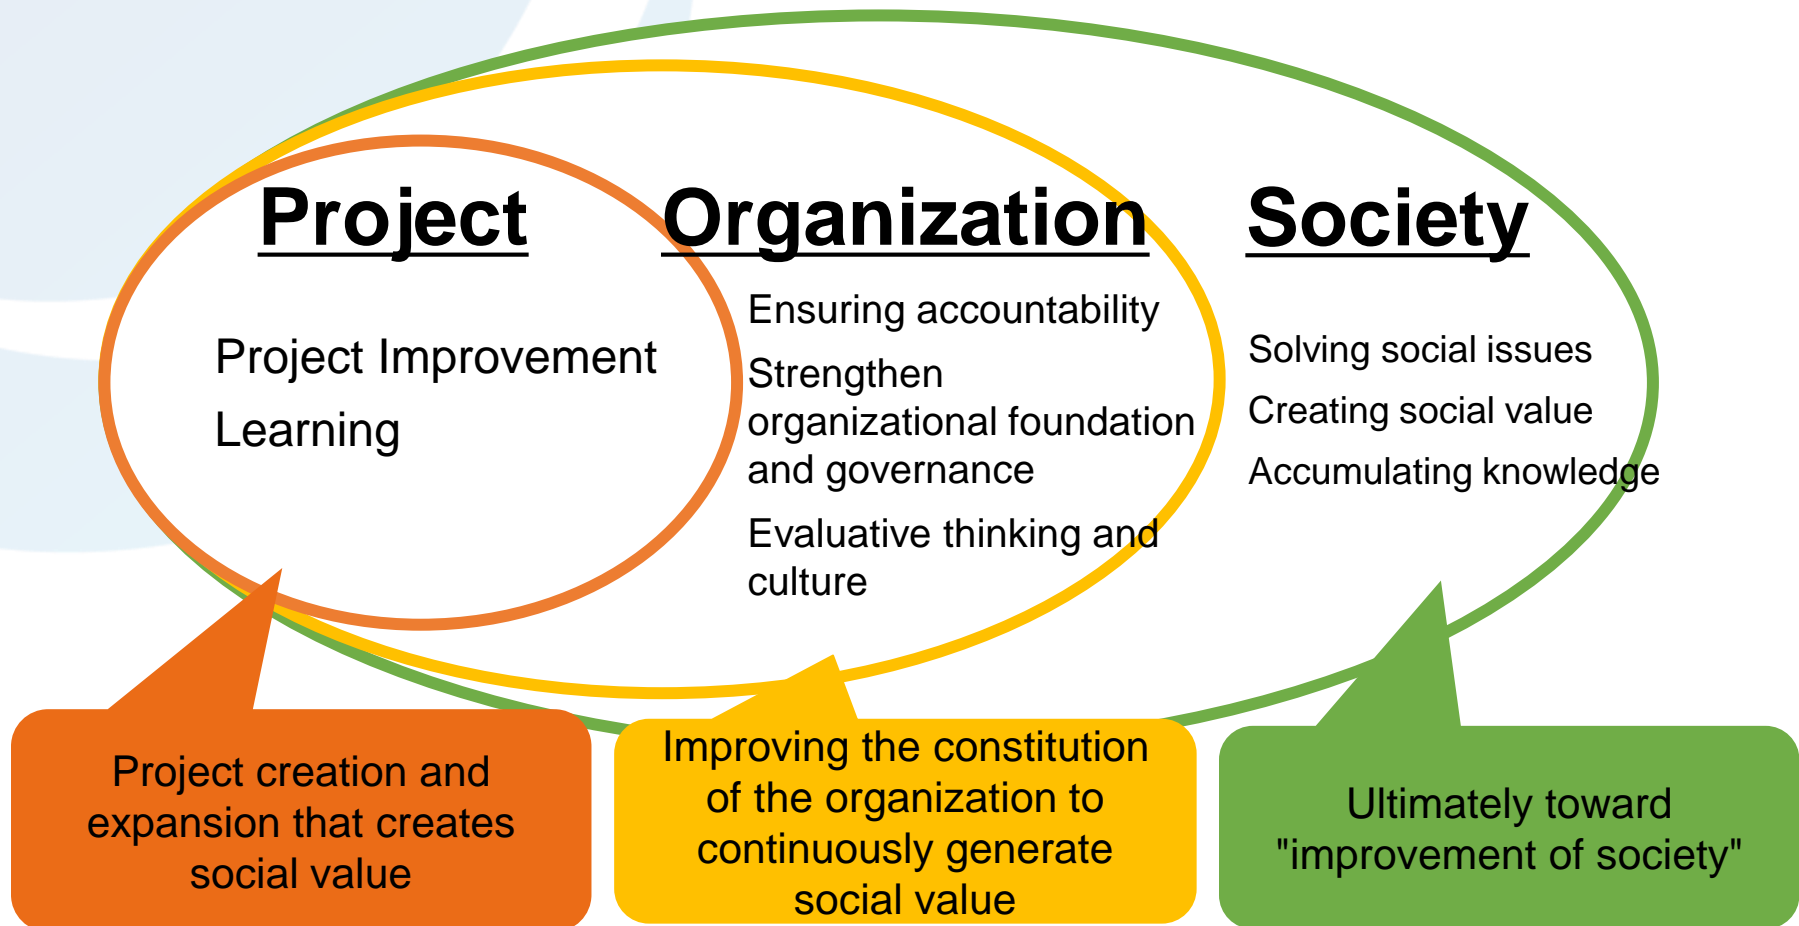 Project
Project Improvement
Learning
Organization
Ensuring accountability
Strengthen
organizational foundation
and governance
Evaluative thinking and
culture
Society
Solving social issues
Creating social value
Accumulating knowledge
Project creation and
expansion that creates
social value
Improving the constitution
of the organization to
continuously generate
social value
Ultimately toward
"improvement of society"